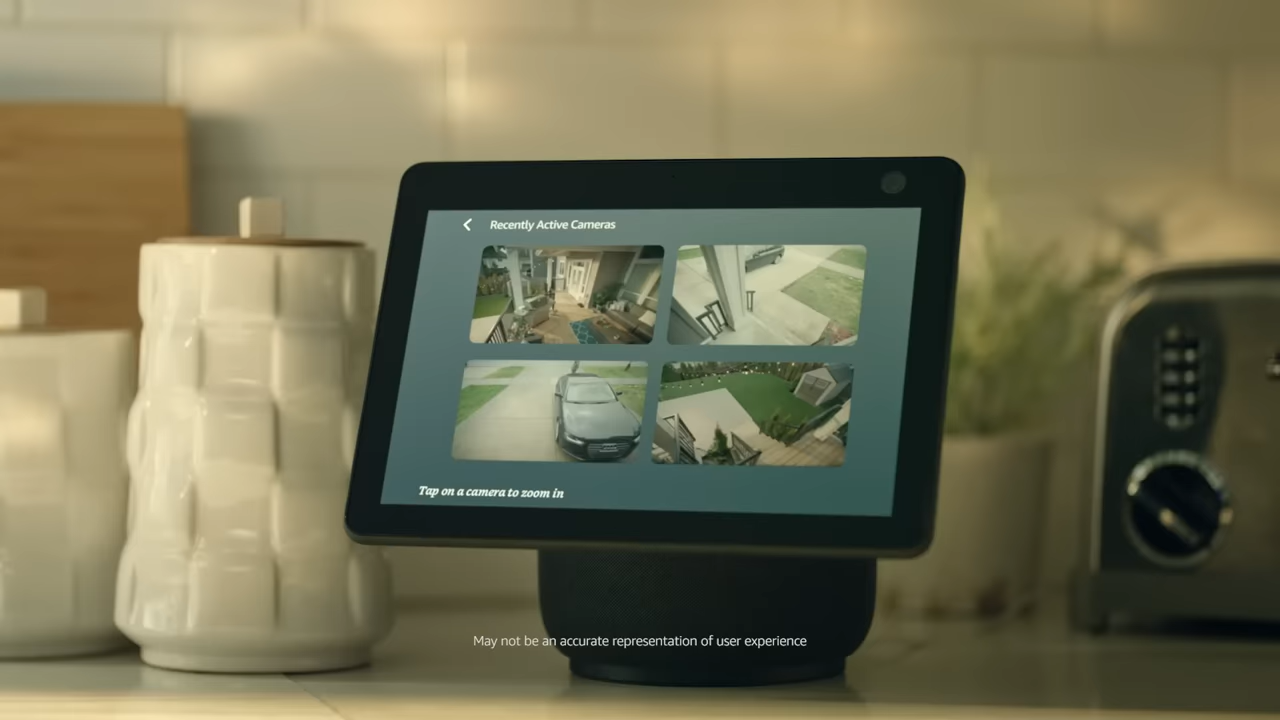 Recently Active Cameras
Tap on a camera to zoom in
May not be an accurate representation of user experience